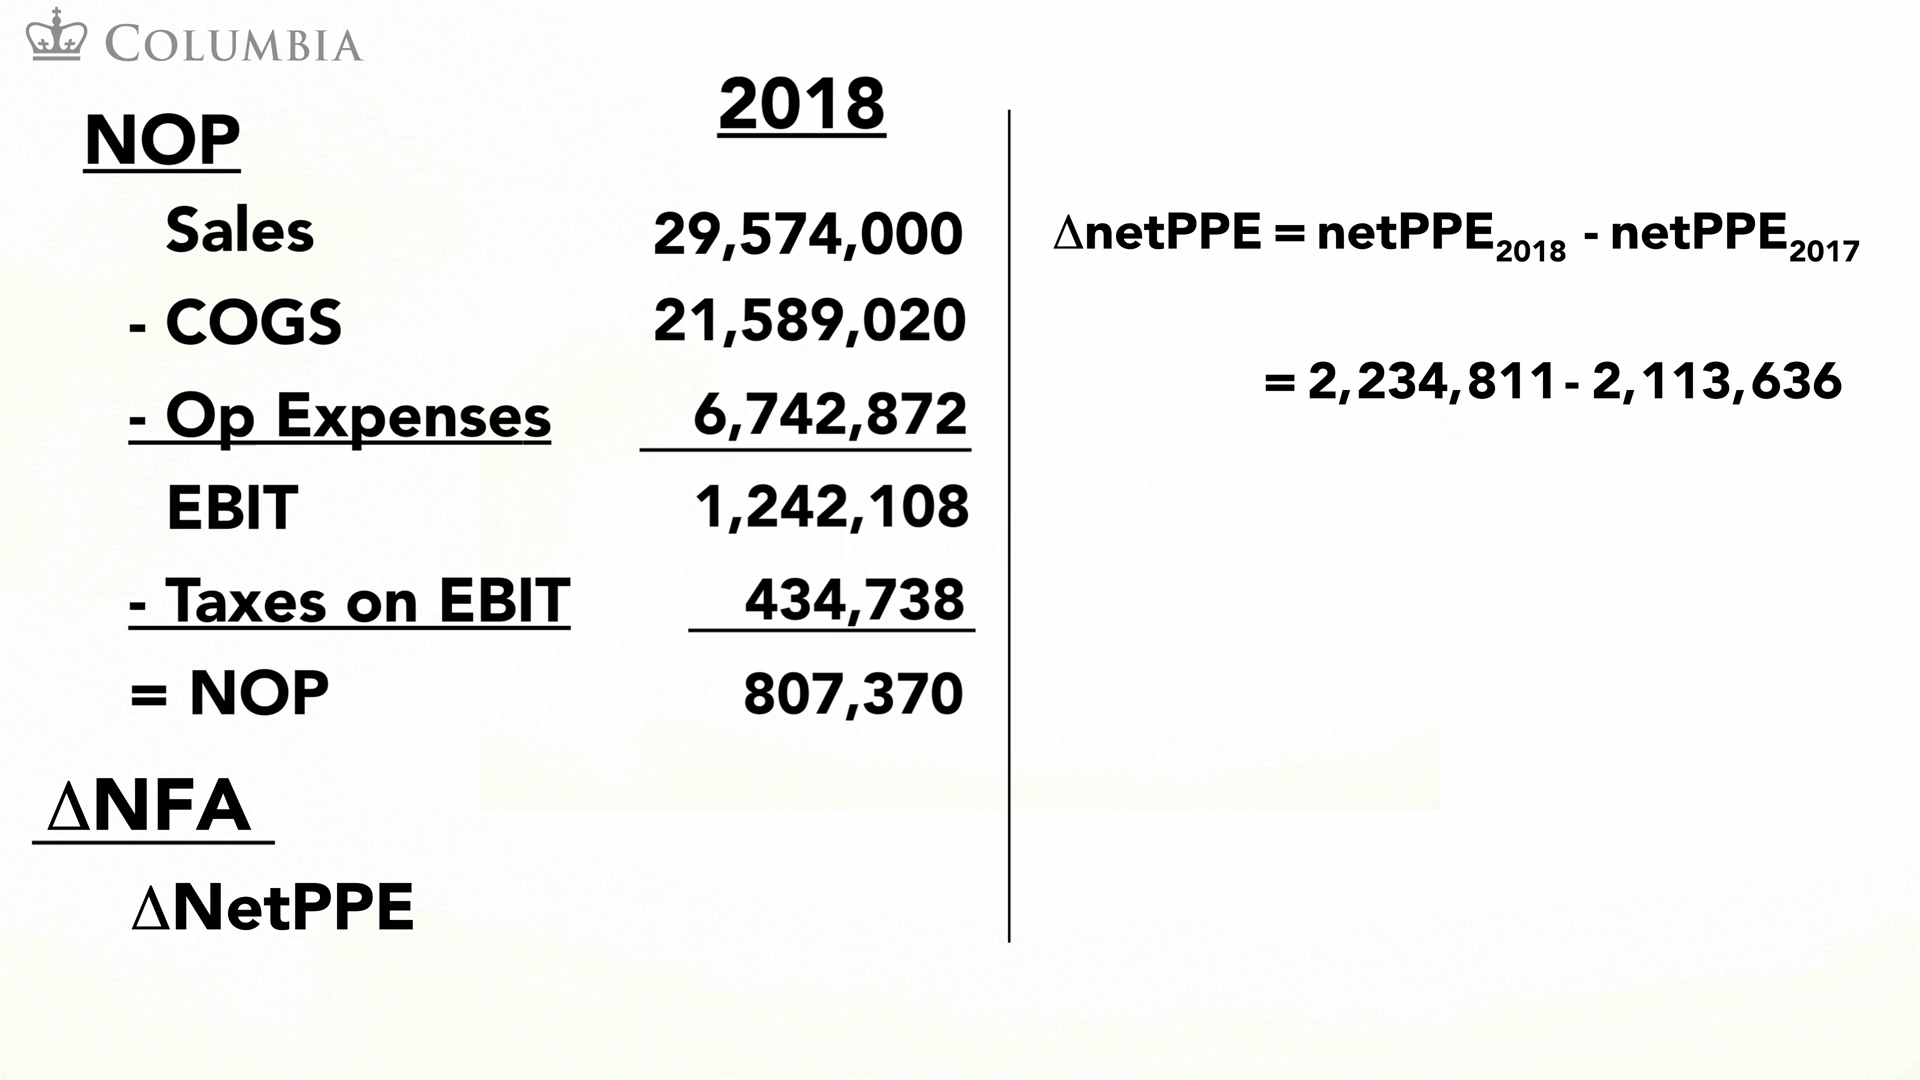 COLUMBIA
2018
NOP
Sales 29,574,000
- COGS 21,589,020
- Op Expenses 6,742,872
EBIT 1,242,108
- Taxes on EBIT 434,738
= NOP 807,370
ΔNFA
ΔNetPPE
ΔnetPPE = netPPE2018 - netPPE2017
= 2,234,811 - 2,113,636